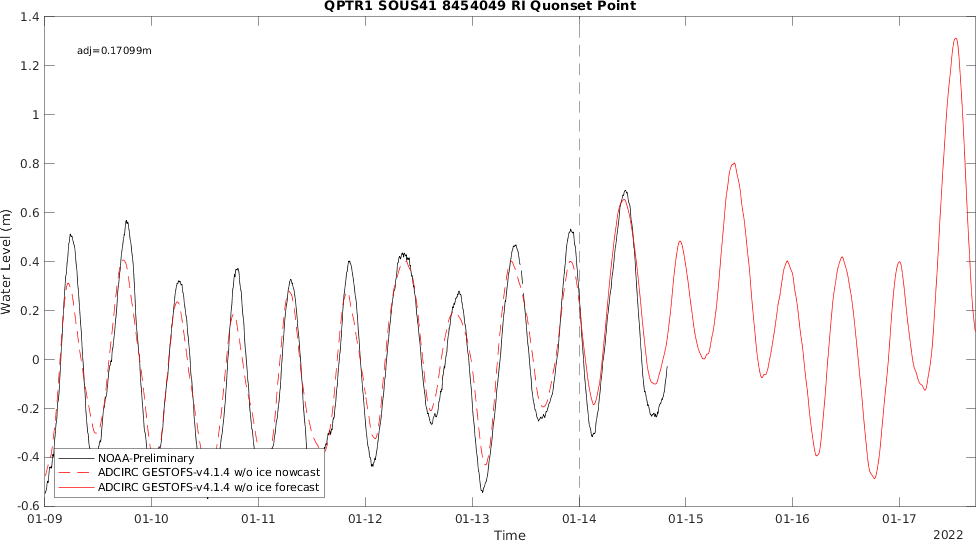 QPTR1 SOUS41 8454049 RI Quonset Point
1.4
adj=0.17099m
1.2
1
0.8
0.6
0.4
0.2
0
-0.2
-0.4
-0.6
Water Level (m)
NOAA-Preliminary
ADCIRC GESTOFS-v4.1.4 w/o ice nowcast
ADCIRC GESTOFS-v4.1.4 w/o ice forecast
01-09 01-10 01-11 01-12 01-13 01-14 01-15 01-16 01-17
Time
2022